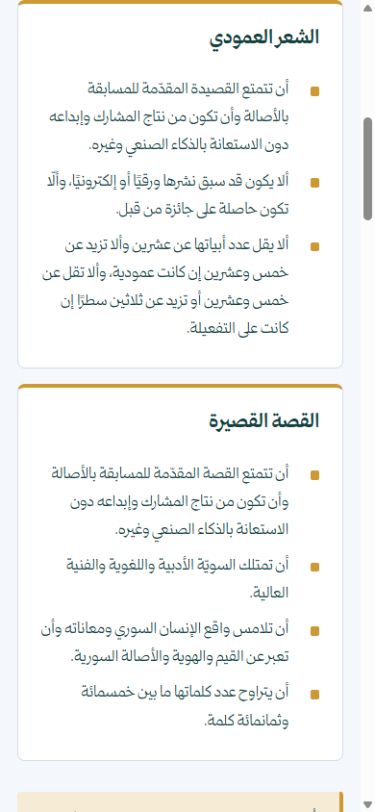 الشعر العمودي
أن تتمتع القصيدة المقدّمة للمسابقة
بالأصالة وأن تكون من نتاج المشارك وإبداعه
دون الاستعانة بالذكاء الصنعي وغيره.
ألا يكون قد سبق نشرها ورقيًا أو إلكترونيًا، وألّا
تكون حاصلة على جائزة من قبل.
ألا يقل عدد أبياتها عن عشرين وألا تزيد عن
خمس وعشرين إن كانت عمودية، وألا تقل عن
خمس وعشرين أو تزيد عن ثلاثين سطرًا إن
كانت على التفعيلة.
القصة القصيرة
أن تتمتع القصة المقدّمة للمسابقة بالأصالة
وأن تكون من نتاج المشارك وإبداعه دون
الاستعانة بالذكاء الصنعي وغيره.
أن تمتلك السويّة الأدبية واللغوية والفنية
العالية.
أن تلامس واقع الإنسان السوري ومعاناته وأن
تعبر عن القيم والهوية والأصالة السورية.
أن يتراوح عدد كلماتها ما بين خمسمائة
وثمانمائة كلمة.